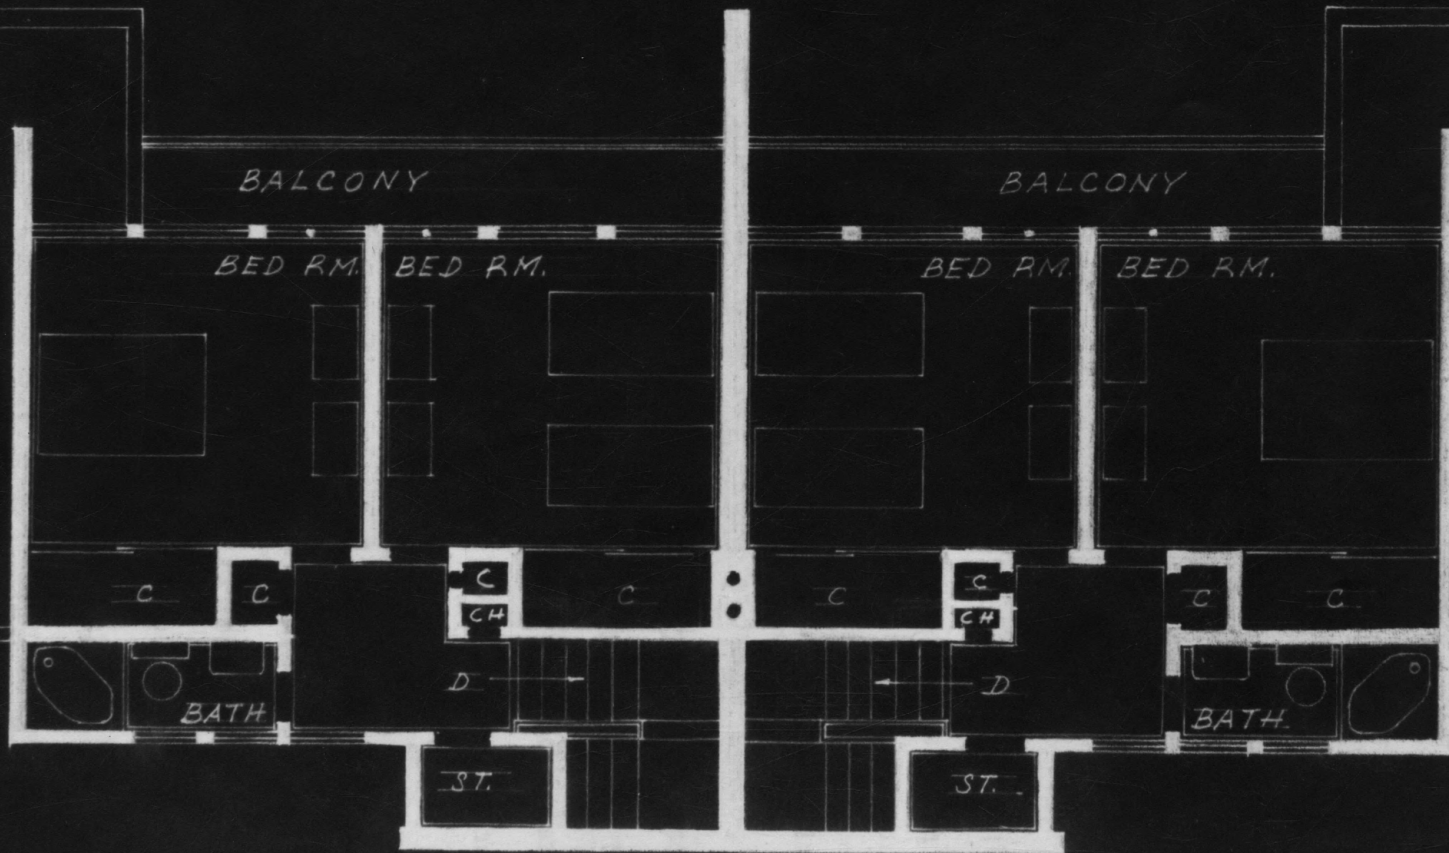 BALCONY BALCONY
BED RM. BED RM. BED RM. BED RM.
C C C C C C C C
CH CH
D D
BATH BATH.
ST. ST.